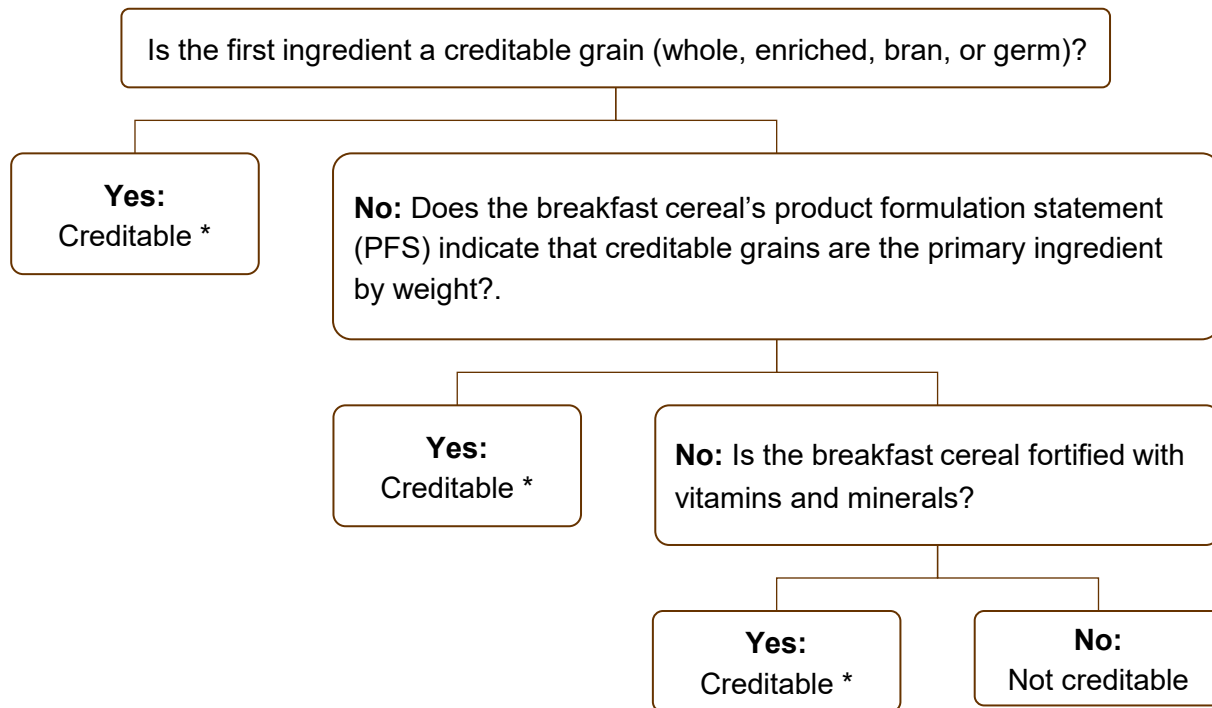 Is the first ingredient a creditable grain (whole, enriched, bran, or germ)?
Yes:
Creditable *
No: Does the breakfast cereal’s product formulation statement
(PFS) indicate that creditable grains are the primary ingredient
by weight?.
Yes:
Creditable *
No: Is the breakfast cereal fortified with
vitamins and minerals?
Yes:
Creditable *
No:
Not creditable